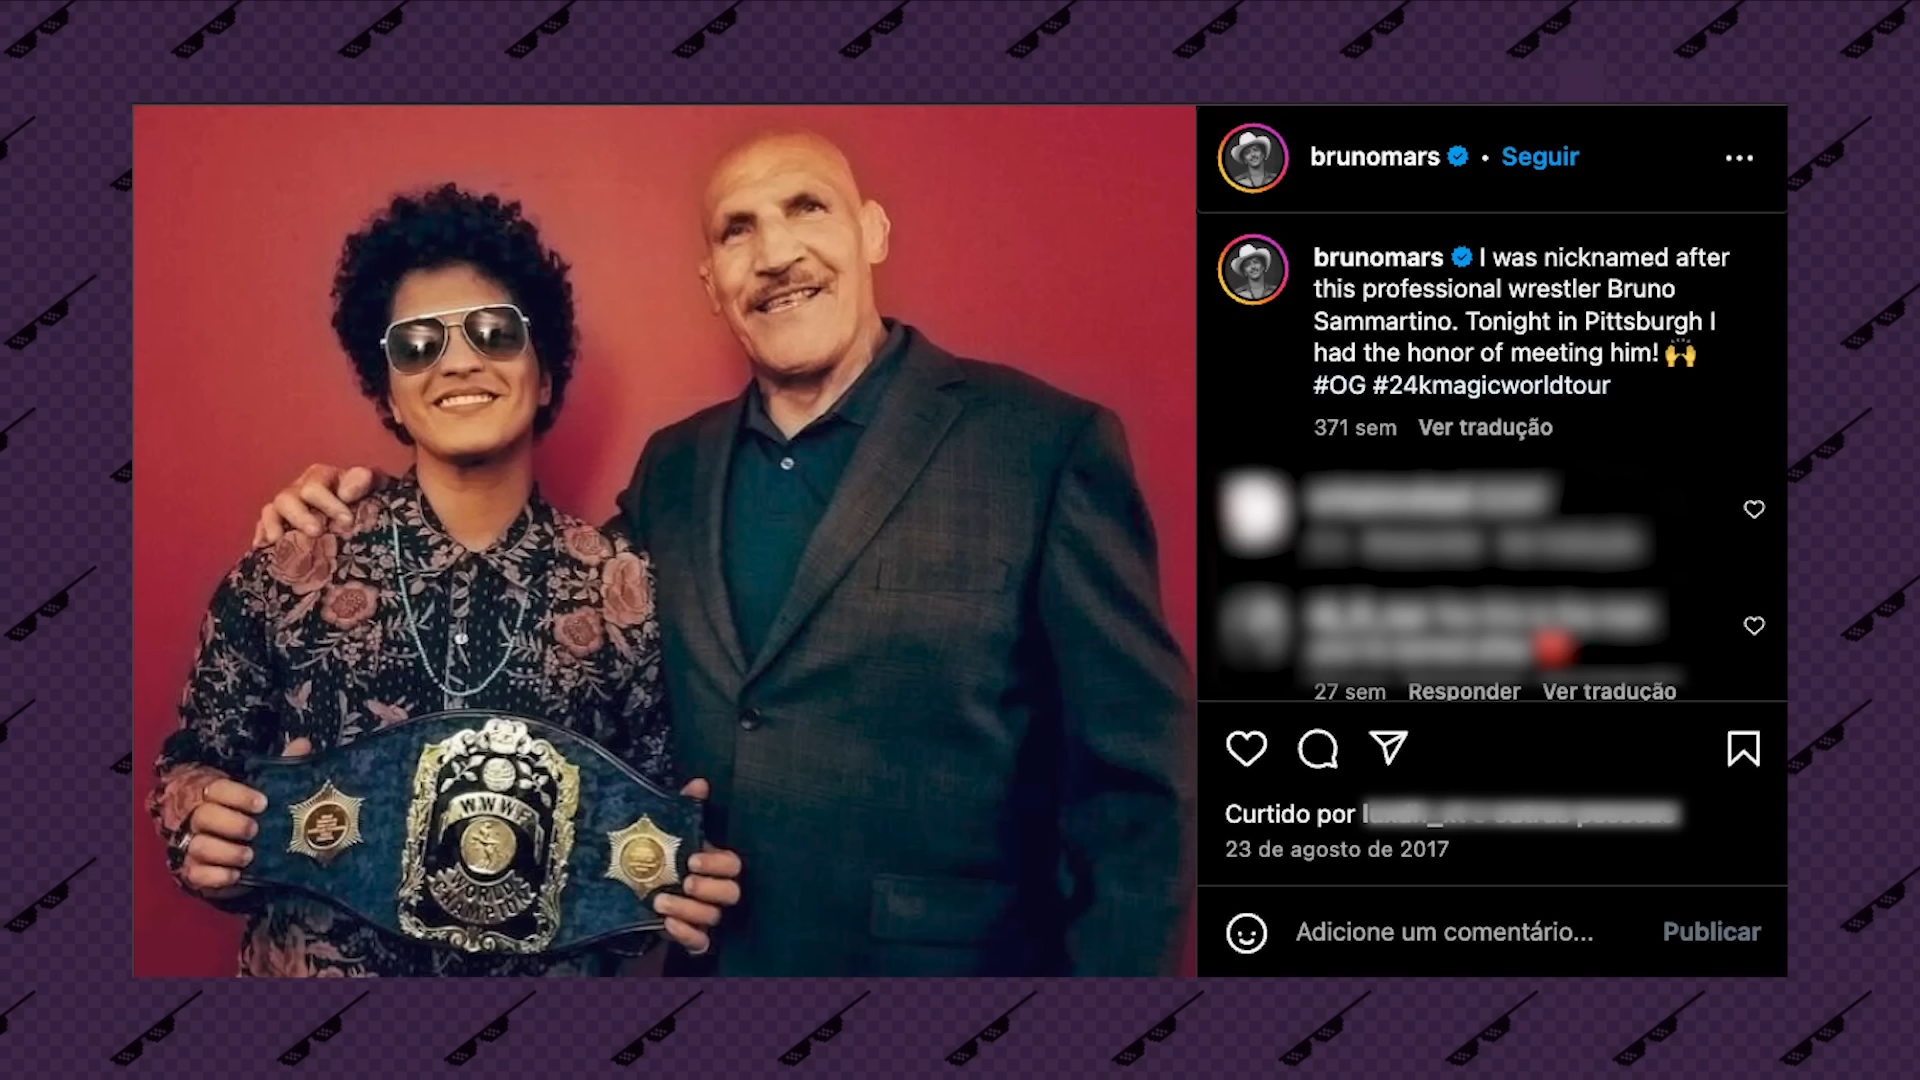 WWWF
WORLD
CHAMPION
brunomars • Seguir
brunomars I was nicknamed after
this professional wrestler Bruno
Sammartino. Tonight in Pittsburgh I
had the honor of meeting him! 🙌
#OG #24kmagicworldtour
371 sem Ver tradução
27 sem Responder Ver tradução
Curtido por
23 de agosto de 2017
Adicione um comentário... Publicar